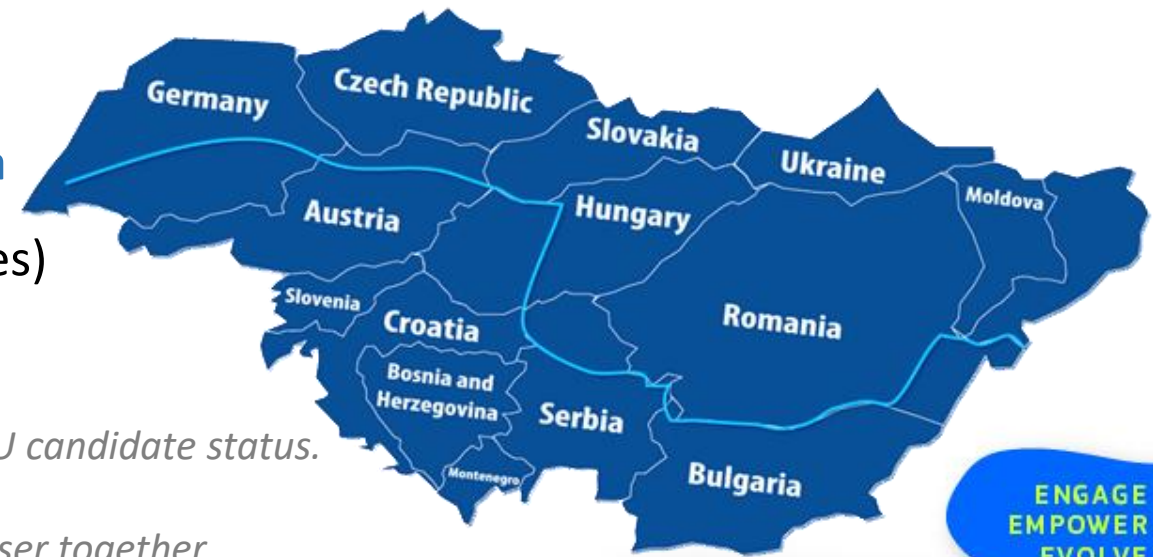 Germany
Czech Republic
Slovakia
Ukraine
Moldova
Austria
Hungary
es)
Slovenia
Croatia
Romania
Bosnia and
Herzegovina
Serbia
U candidate status.
Montenegro
Bulgaria
ENGAGE
EMPOWER
EVOLVE
ser together